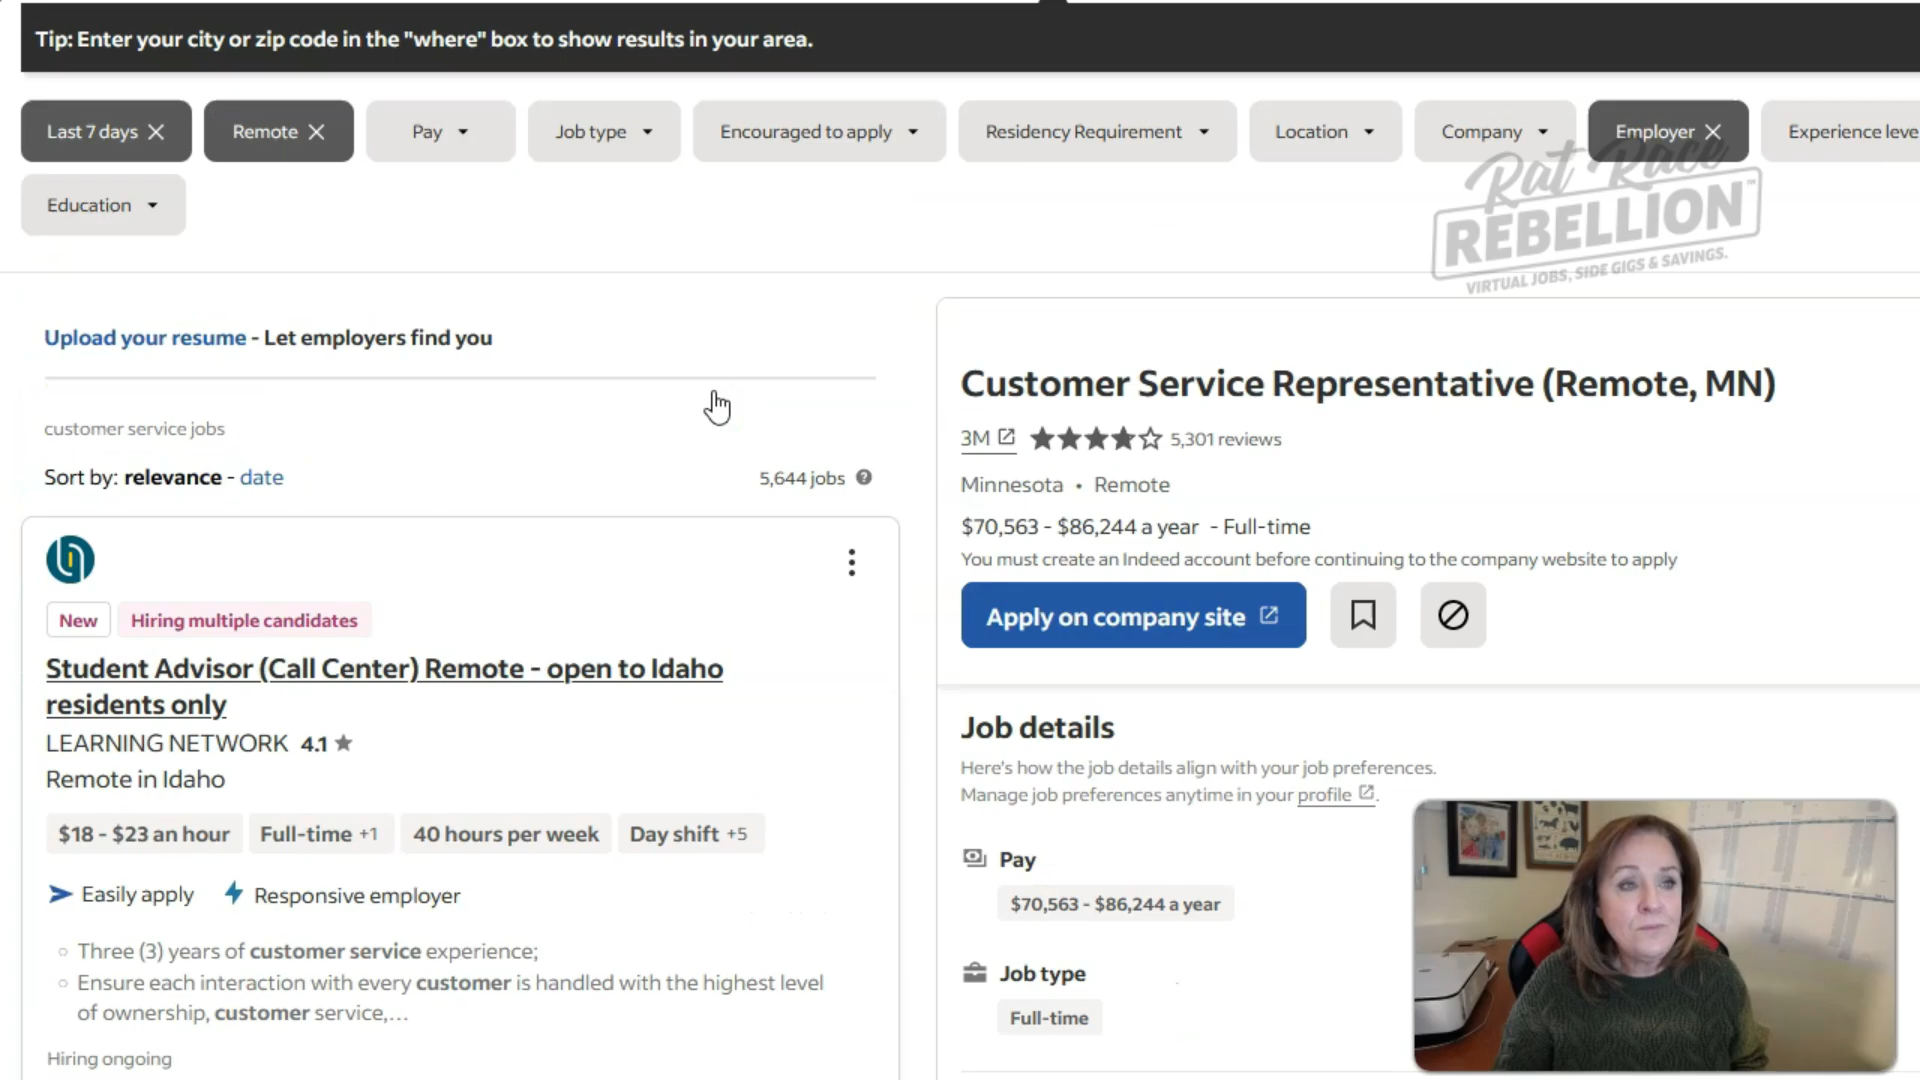 Tip: Enter your city or zip code in the "where" box to show results in your area.
Last 7 days
Remote
Pay
Job type
Encouraged to apply
Residency Requirement
Location
Company
Employer
Experience leve
Education
Rat Race
REBELLION™
VIRTUAL JOBS, SIDE GIGS & SAVINGS.
Upload your resume - Let employers find you
customer service jobs
Sort by: relevance - date
5,644 jobs
New
Hiring multiple candidates
Student Advisor (Call Center) Remote - open to Idaho
residents only
LEARNING NETWORK 4.1
Remote in Idaho
$18 - $23 an hour
Full-time +1
40 hours per week
Day shift +5
Easily apply
Responsive employer
Three (3) years of customer service experience;
Ensure each interaction with every customer is handled with the highest level
of ownership, customer service,...
Hiring ongoing
Customer Service Representative (Remote, MN)
3M 5,301 reviews
Minnesota • Remote
$70,563 - $86,244 a year - Full-time
You must create an Indeed account before continuing to the company website to apply
Apply on company site
Job details
Here's how the job details align with your job preferences.
Manage job preferences anytime in your profile.
Pay
$70,563 - $86,244 a year
Job type
Full-time